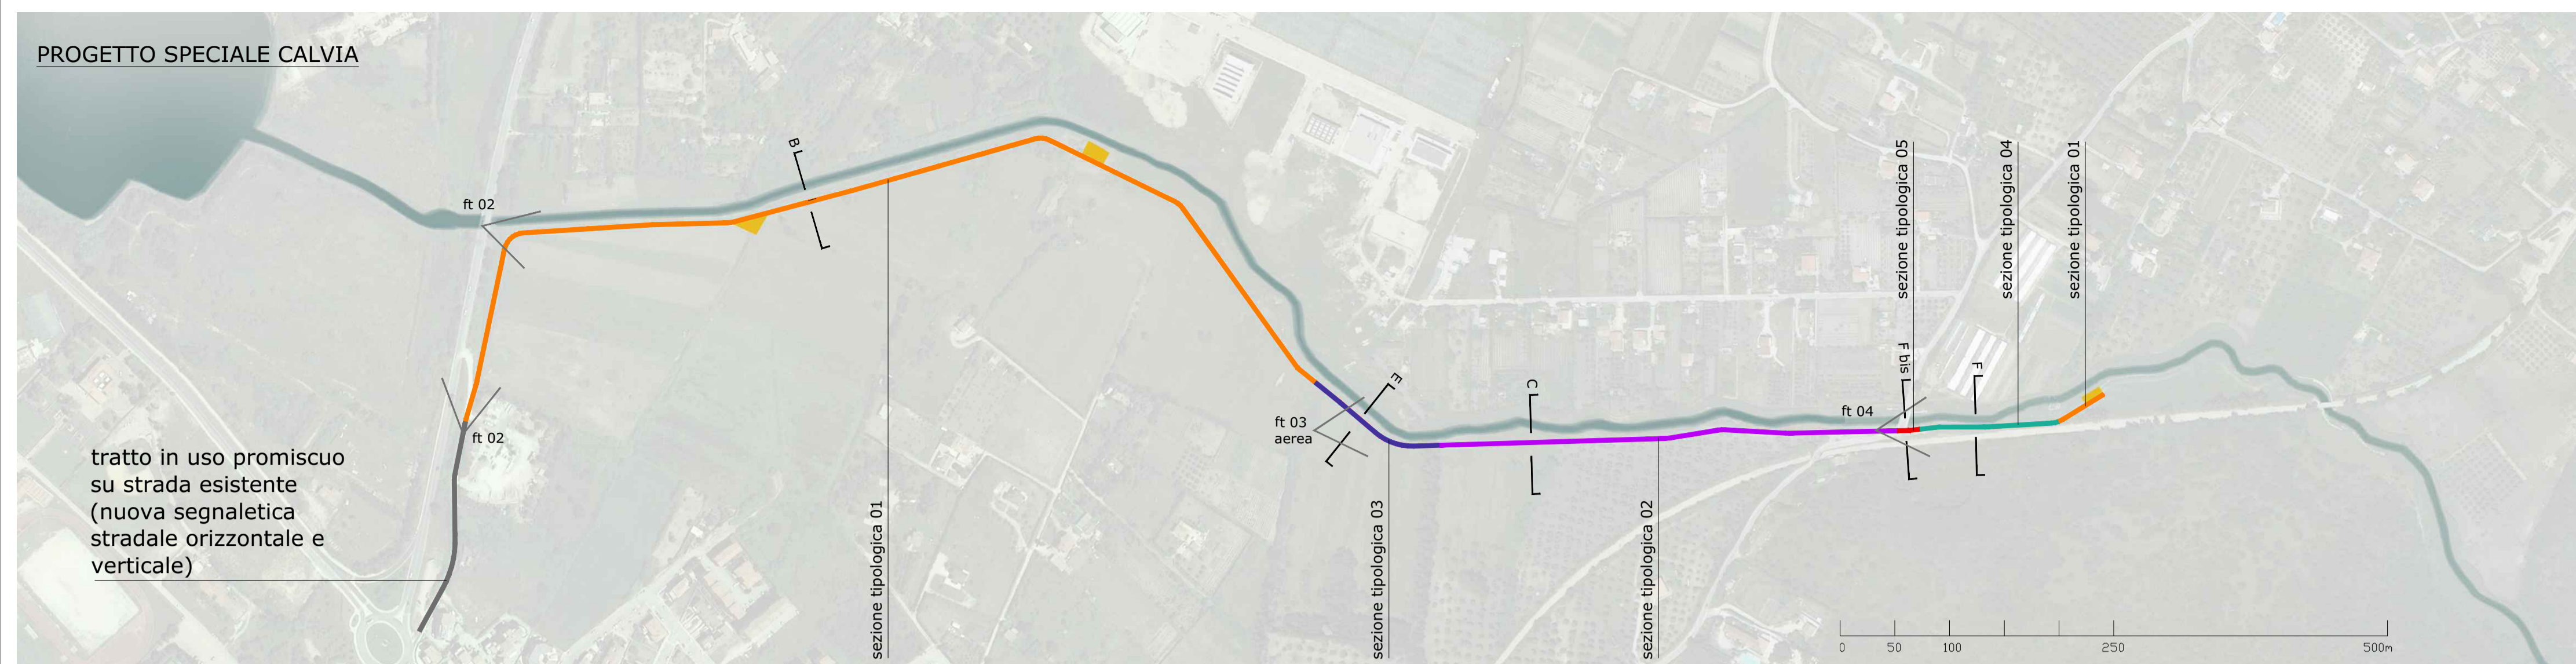 PROGETTO SPECIALE CALVIA
B
ft 02
sezione tipologica 05
sezione tipologica 04
sezione tipologica 01
F bis
F
E
C
ft 03
aerea
ft 04
ft 02
tratto in uso promiscuo
su strada esistente
(nuova segnaletica
stradale orizzontale e
verticale)
sezione tipologica 01
sezione tipologica 03
sezione tipologica 02
0 50 100 250 500m